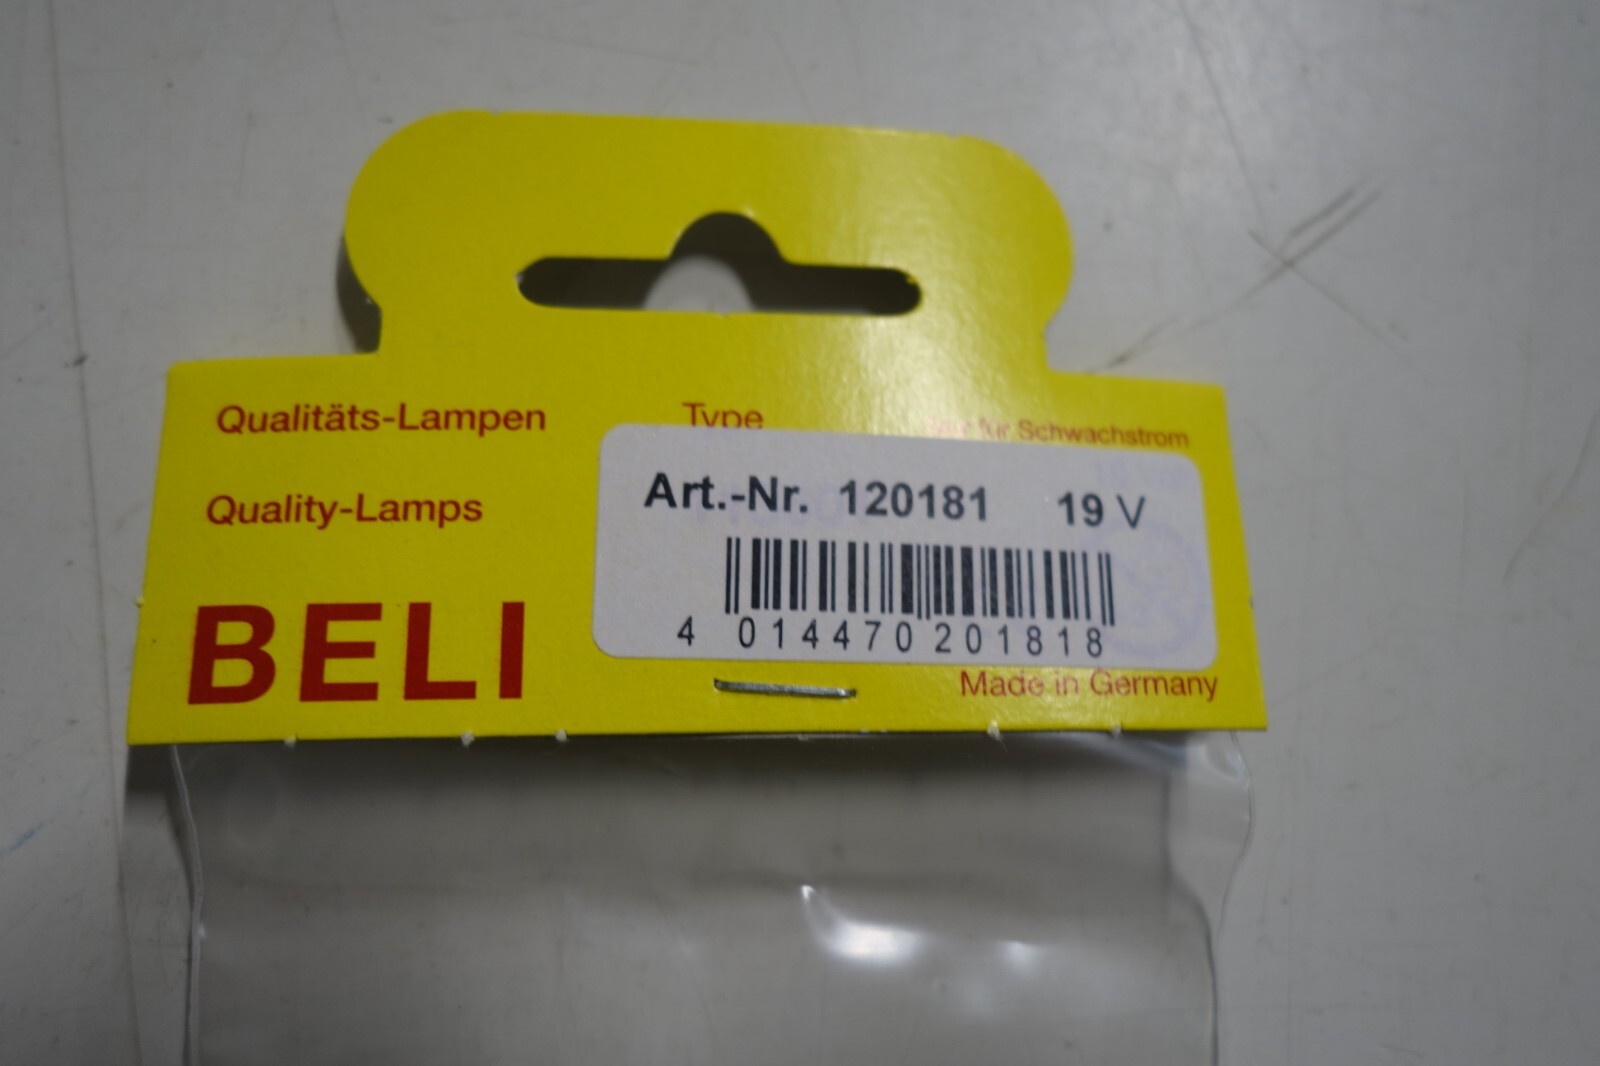 Qualitäts-Lampen
Type
für Schwachstrom
Quality-Lamps
BELI
Art.-Nr. 120181 19 V
4 014470 201818
Made in Germany